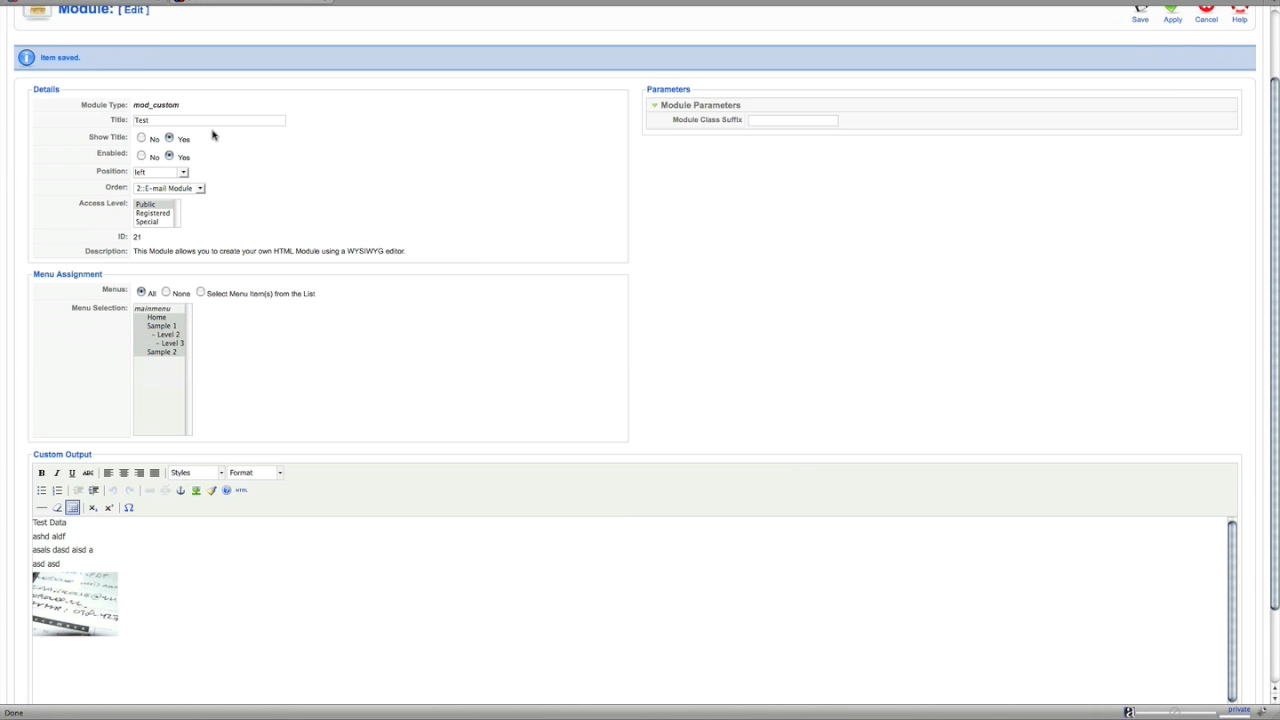 Module: [ Edit ]
Save Apply Cancel Help
Item saved.
Details
Module Type: mod_custom
Title: Test
Show Title: No Yes
Enabled: No Yes
Position: left
Order: 2::E-mail Module
Access Level: Public
Registered
Special
ID: 21
Description: This Module allows you to create your own HTML Module using a WYSIWYG editor.
Parameters
Module Parameters
Module Class Suffix
Menu Assignment
Menus: All None Select Menu Item(s) from the List
Menu Selection: mainmenu
Home
Sample 1
- Level 2
- Level 3
Sample 2
Custom Output
B I U ABC Styles Format
HTML
Test Data
ashd aldf
asals dasd aisd a
asd asd
Done
private